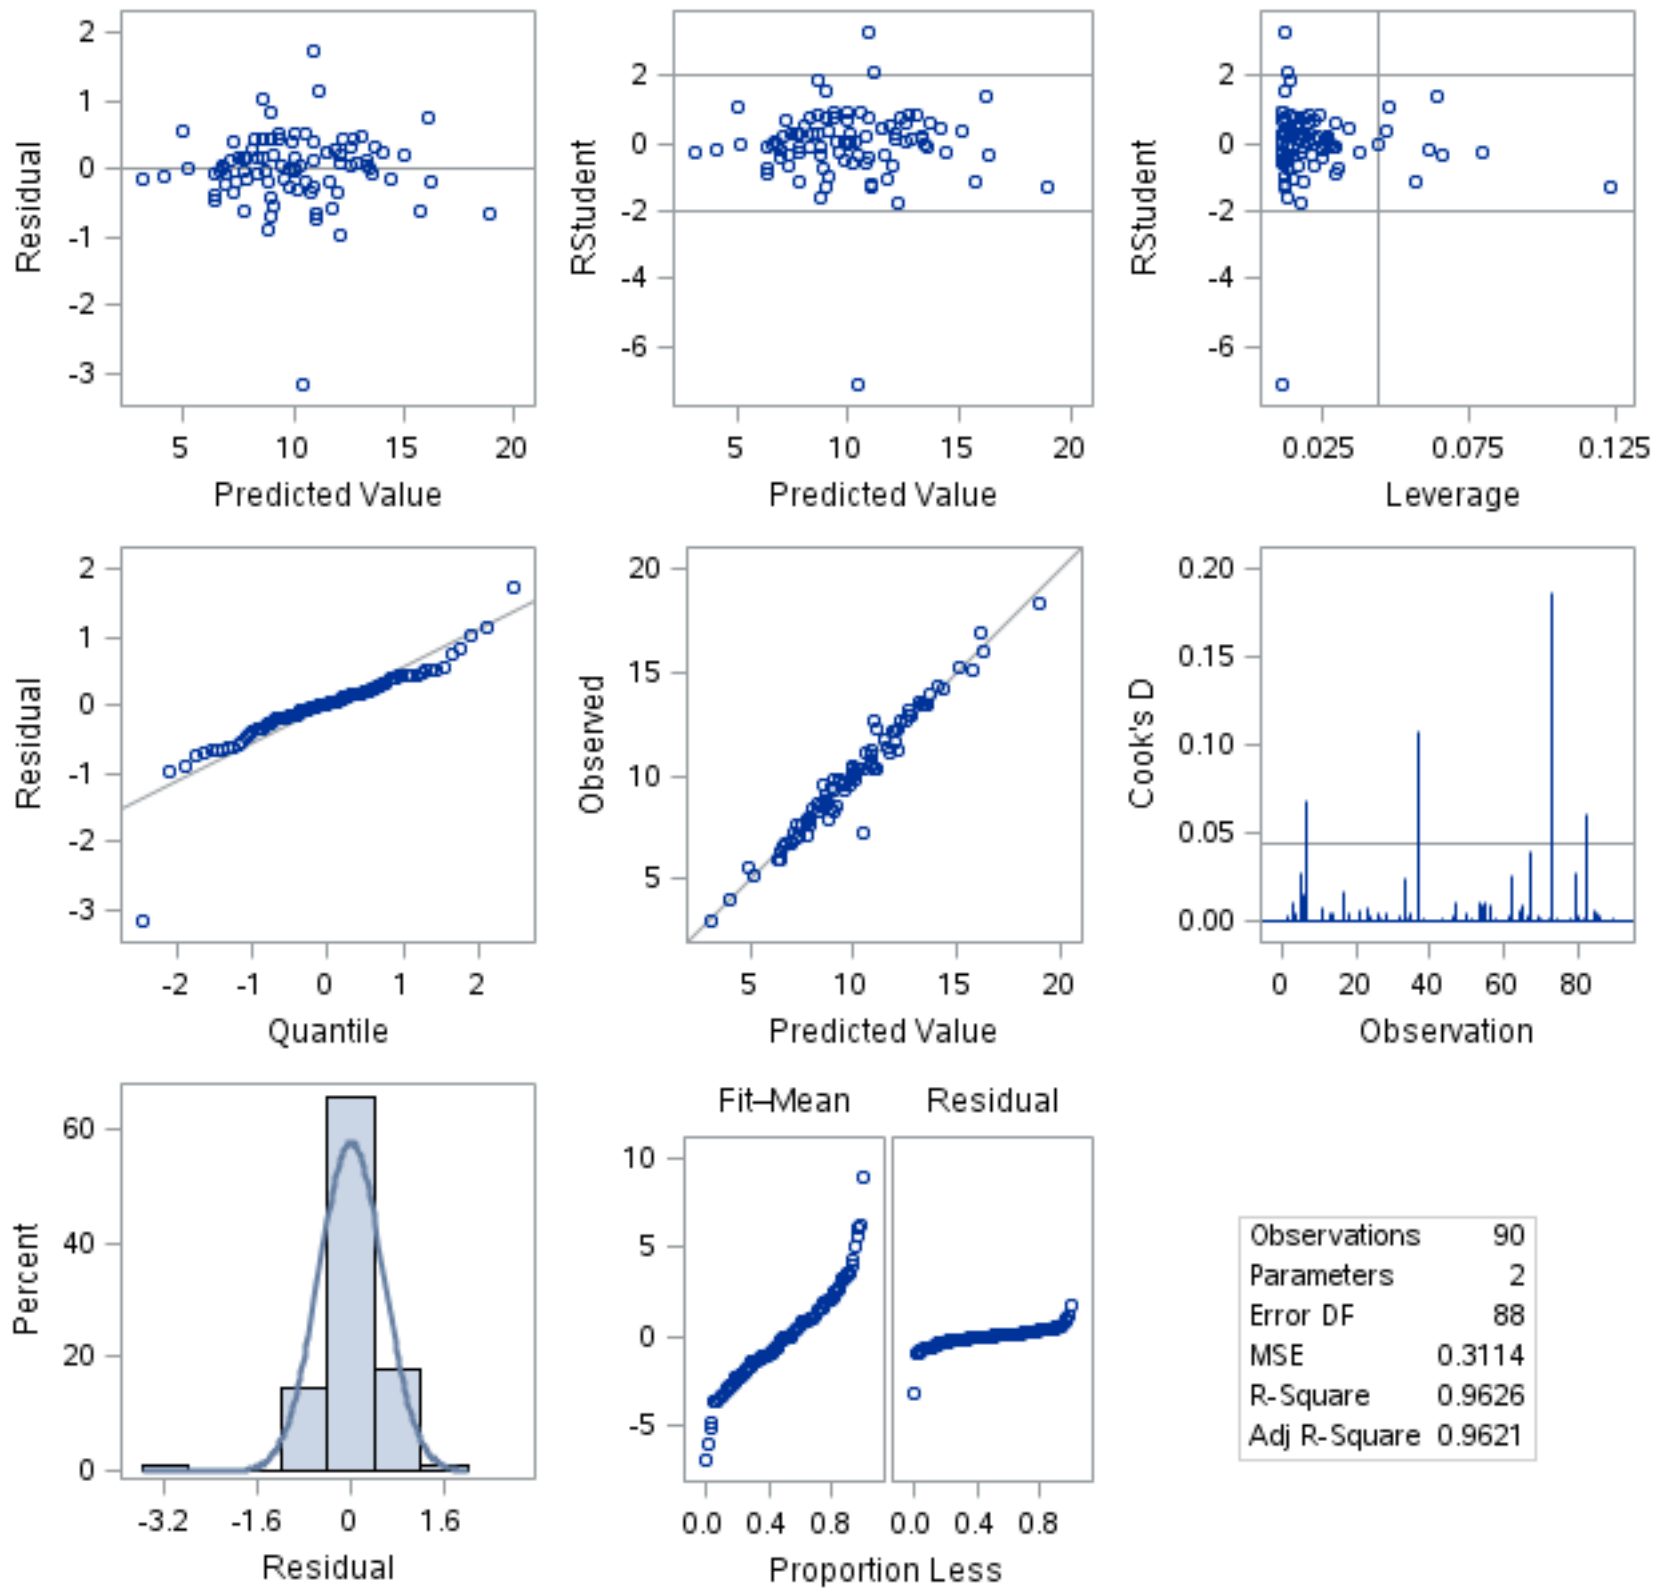 2
1
0
-1
-2
-3
Residual
5 10 15 20
Predicted Value
2
0
-2
-4
-6
RStudent
5 10 15 20
Predicted Value
2
0
-2
-4
-6
RStudent
0.025 0.075 0.125
Leverage
2
1
0
-1
-2
-3
Residual
-2 -1 0 1 2
Quantile
20
15
10
5
Observed
5 10 15 20
Predicted Value
0.20
0.15
0.10
0.05
0.00
Cook's D
0 20 40 60 80
Observation
60
40
20
0
Percent
-3.2 -1.6 0 1.6
Residual
Fit–Mean Residual
10
5
0
-5
0.0 0.4 0.8 0.0 0.4 0.8
Proportion Less
Observations 90
Parameters 2
Error DF 88
MSE 0.3114
R-Square 0.9626
Adj R-Square 0.9621